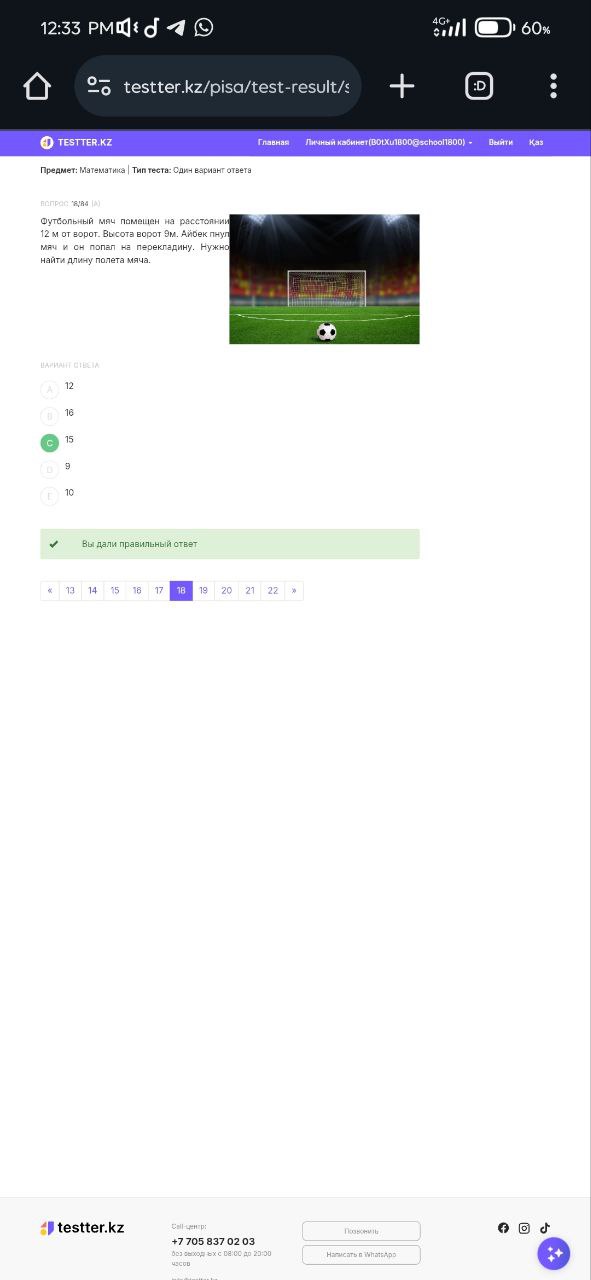 12:33 PM
4G+ 60%
testter.kz/pisa/test-result/s
:D
TESTTER.KZ Главная Личный кабинет(B0tXu1800@school1800) Выйти Қаз
Предмет: Математика | Тип теста: Один вариант ответа
ВОПРОС 18/84
Футбольный мяч помещен на расстоянии
12 м от ворот. Высота ворот 9м. Айбек пнул
мяч и он попал на перекладину. Нужно
найти длину полета мяча.
ВАРИАНТ ОТВЕТА
A 12
B 16
C 15
D 9
E 10
Вы дали правильный ответ
« 13 14 15 16 17 18 19 20 21 22 »
testter.kz
Call-центр:
+7 705 837 02 03
без выходных с 08:00 до 20:00
часов
Позвонить
Написать в WhatsApp